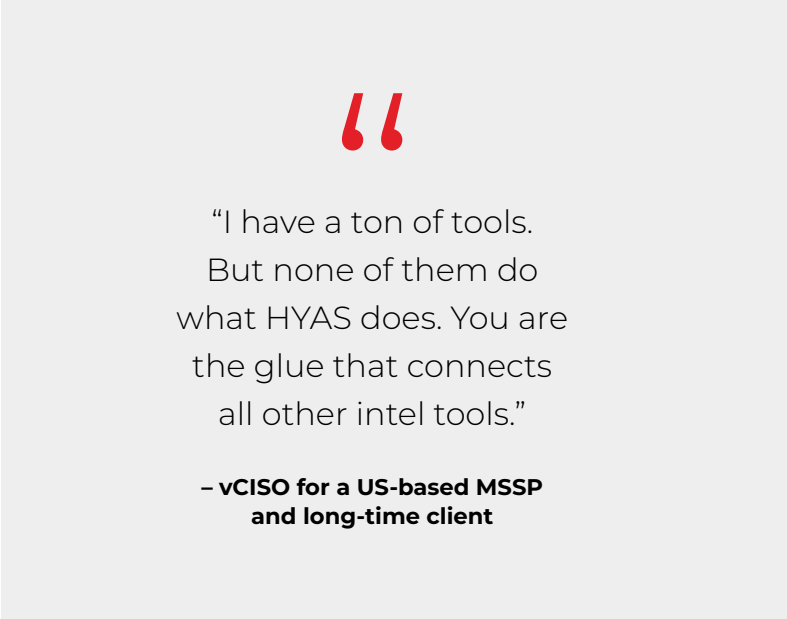 “
“I have a ton of tools.
But none of them do
what HYAS does. You are
the glue that connects
all other intel tools.”
– vCISO for a US-based MSSP
and long-time client